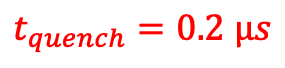 t_quench = 0.2 μs